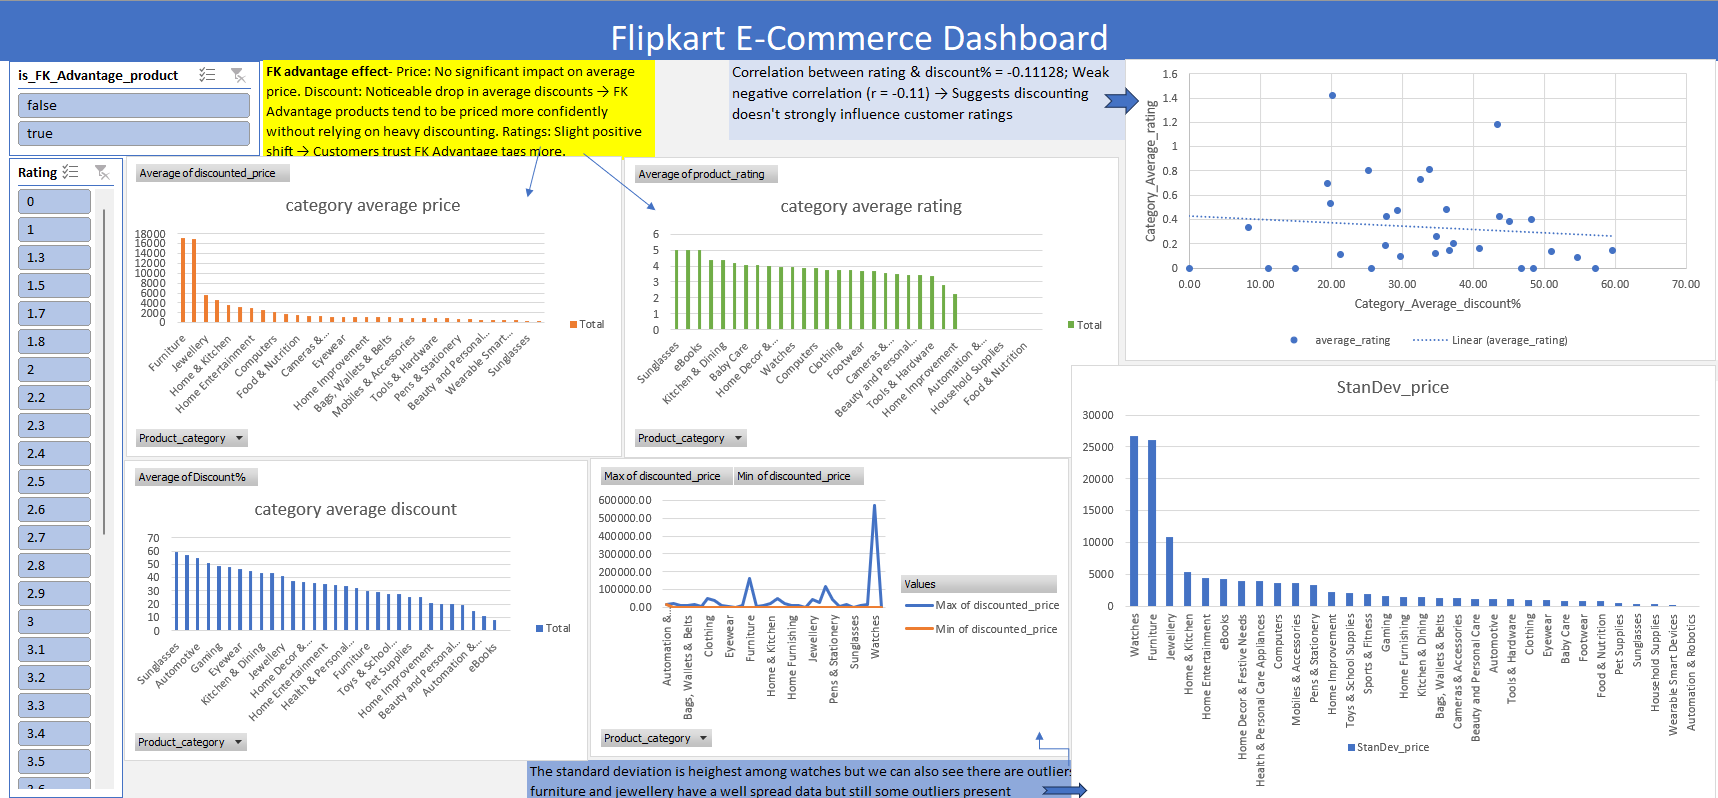 Flipkart E-Commerce Dashboard
is_FK_Advantage_product
false
true
FK advantage effect- Price: No significant impact on average
price. Discount: Noticeable drop in average discounts → FK
Advantage products tend to be priced more confidently
without relying on heavy discounting. Ratings: Slight positive
shift → Customers trust FK Advantage tags more.
Correlation between rating & discount% = -0.11128; Weak
negative correlation (r = -0.11) → Suggests discounting
doesn't strongly influence customer ratings
Rating
0
1
1.3
1.5
1.7
1.8
2
2.2
2.3
2.4
2.5
2.6
2.7
2.8
2.9
3
3.1
3.2
3.3
3.4
3.5
3.6
Average of discounted_price
category average price
18000
16000
14000
12000
10000
8000
6000
4000
2000
0
Furniture
Jewellery
Home & Kitchen
Home Entertainment
Computers
Food & Nutrition
Cameras &...
Eyewear
Home Improvement
Bags, Wallets & Belts
Mobiles & Accessories
Tools & Hardware
Pens & Stationery
Beauty and Personal...
Wearable Smart...
Sunglasses
Total
Product_category
Average of product_rating
category average rating
6
5
4
3
2
1
0
Sunglasses
eBooks
Kitchen & Dining
Baby Care
Home Decor &...
Watches
Computers
Clothing
Footwear
Cameras &...
Beauty and Personal...
Tools & Hardware
Home Improvement
Automation &...
Household Supplies
Food & Nutrition
Total
Product_category
Category_Average_rating
1.6
1.4
1.2
1
0.8
0.6
0.4
0.2
0
0.00 10.00 20.00 30.00 40.00 50.00 60.00 70.00
Category_Average_discount%
average_rating
Linear (average_rating)
Average of Discount%
category average discount
70
60
50
40
30
20
10
0
Sunglasses
Automotive
Gaming
Eyewear
Kitchen & Dining
Jewellery
Home Decor &...
Home Entertainment
Health & Personal...
Furniture
Toys & School...
Pet Supplies
Home Improvement
Beauty and Personal...
Automation &...
eBooks
Total
Product_category
Max of discounted_price
Min of discounted_price
600000.00
500000.00
400000.00
300000.00
200000.00
100000.00
0.00
Automation &...
Bags, Wallets & Belts
Clothing
Eyewear
Furniture
Home & Kitchen
Home Furnishing
Jewellery
Pens & Stationery
Sunglasses
Watches
Values
Max of discounted_price
Min of discounted_price
Product_category
StanDev_price
30000
25000
20000
15000
10000
5000
0
Watches
Furniture
Jewellery
Home & Kitchen
Home Entertainment
eBooks
Home Decor & Festive Needs
Health & Personal Care Appliances
Computers
Mobiles & Accessories
Pens & Stationery
Home Improvement
Toys & School Supplies
Sports & Fitness
Gaming
Home Furnishing
Kitchen & Dining
Bags, Wallets & Belts
Cameras & Accessories
Beauty and Personal Care
Automotive
Tools & Hardware
Clothing
Eyewear
Baby Care
Footwear
Food & Nutrition
Pet Supplies
Sunglasses
Household Supplies
Wearable Smart Devices
Automation & Robotics
StanDev_price
The standard deviation is heighest among watches but we can also see there are outliers
furniture and jewellery have a well spread data but still some outliers present